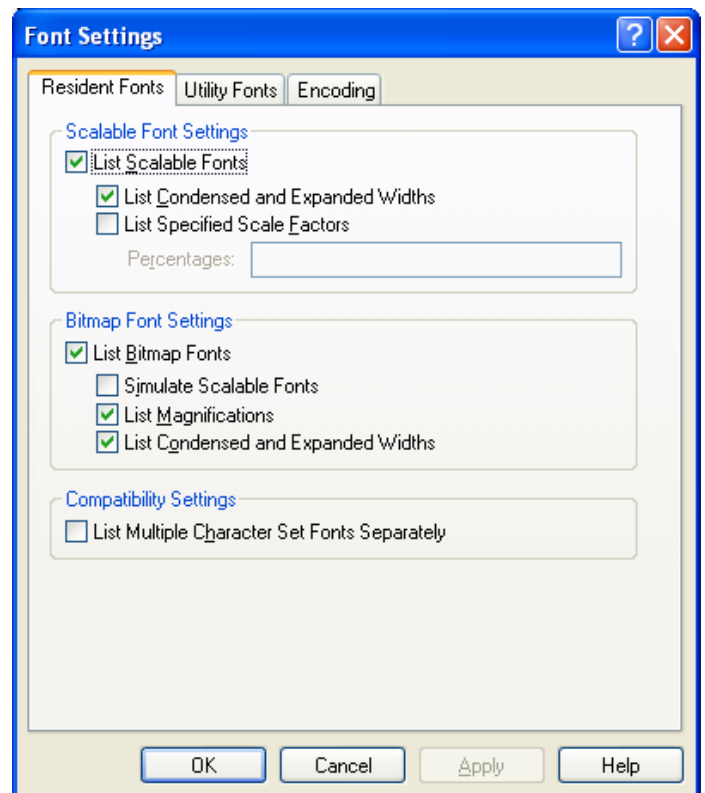 Font Settings
Resident Fonts Utility Fonts Encoding
Scalable Font Settings
List Scalable Fonts
List Condensed and Expanded Widths
List Specified Scale Factors
Percentages:
Bitmap Font Settings
List Bitmap Fonts
Simulate Scalable Fonts
List Magnifications
List Condensed and Expanded Widths
Compatibility Settings
List Multiple Character Set Fonts Separately
OK Cancel Apply Help